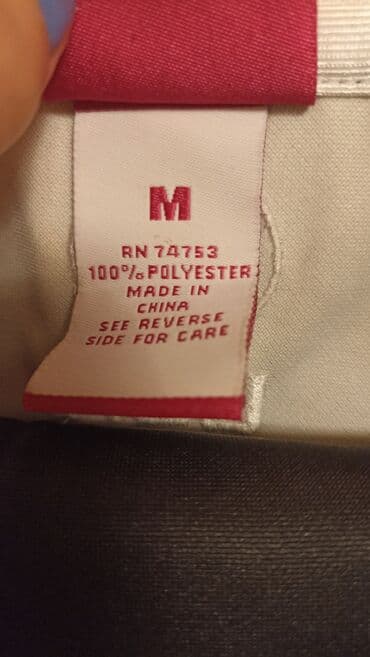 M
RN 74753
100% POLYESTER
MADE IN
CHINA
SEE REVERSE
SIDE FOR CARE